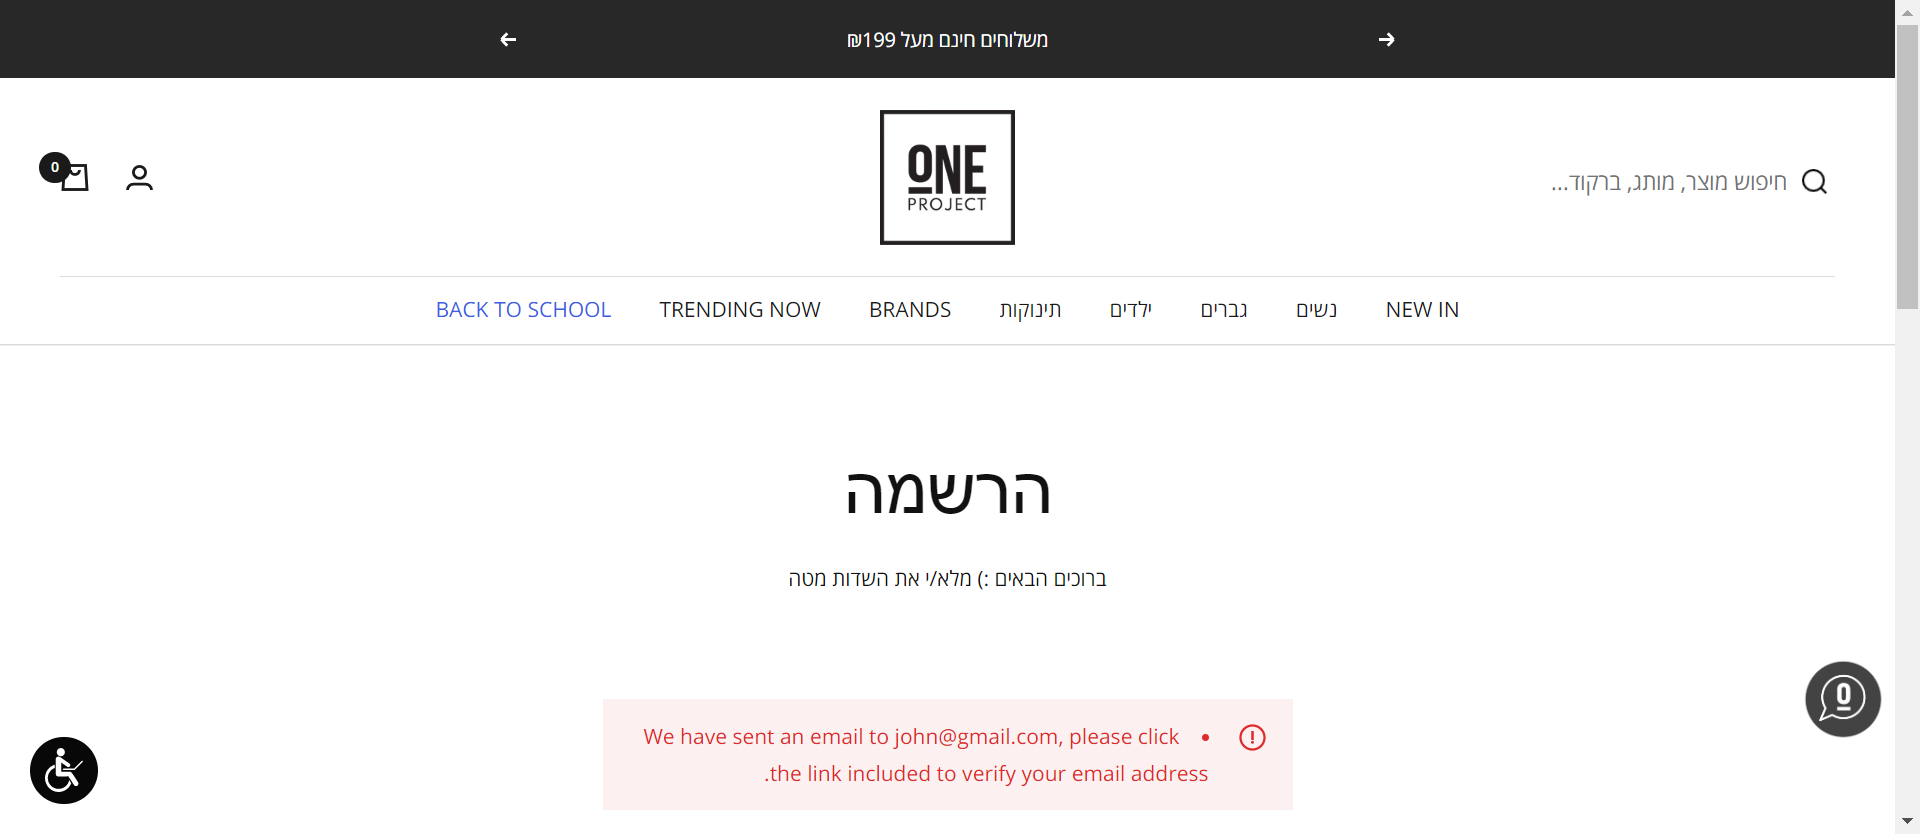 משלוחים חינם מעל 199₪
0
ONE
PROJECT
חיפוש מוצר, מותג, ברקוד...
NEW IN
נשים
גברים
ילדים
תינוקות
BRANDS
TRENDING NOW
BACK TO SCHOOL
הרשמה
ברוכים הבאים :) מלא/י את השדות מטה
We have sent an email to john@gmail.com, please click
the link included to verify your email address.